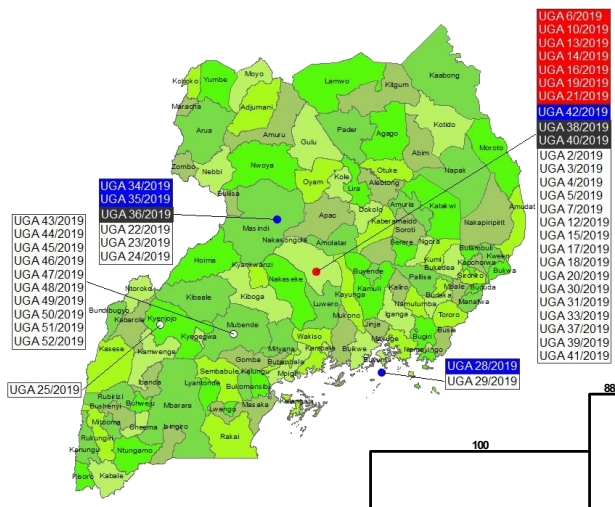 UGA 6/2019
UGA 10/2019
UGA 13/2019
UGA 14/2019
UGA 16/2019
UGA 19/2019
UGA 21/2019
UGA 42/2019
UGA 38/2019
UGA 40/2019
UGA 2/2019
UGA 3/2019
UGA 4/2019
UGA 5/2019
UGA 7/2019
UGA 12/2019
UGA 15/2019
UGA 17/2019
UGA 18/2019
UGA 20/2019
UGA 30/2019
UGA 31/2019
UGA 33/2019
UGA 37/2019
UGA 39/2019
UGA 41/2019
UGA 34/2019
UGA 35/2019
UGA 36/2019
UGA 22/2019
UGA 23/2019
UGA 24/2019
UGA 43/2019
UGA 44/2019
UGA 45/2019
UGA 46/2019
UGA 47/2019
UGA 48/2019
UGA 49/2019
UGA 50/2019
UGA 51/2019
UGA 52/2019
UGA 25/2019
UGA 28/2019
UGA 29/2019
Koboko
Yumbe
Moyo
Lamwo
Kaabong
Kitgum
Maracha
Adjumani
Arua
Amuru
Gulu
Pader
Agago
Kotido
Abim
Moroto
Zombo
Nebbi
Nwoya
Oyam
Kole
Lira
Otuke
Alebtong
Napak
Amudat
Buliisa
Apac
Dokolo
Amuria
Kaberamaido
Katakwi
Nakapiripirit
Masindi
Nakasongola
Amolatar
Soroti
Serere
Ngora
Kumi
Bukedea
Bulambuli
Kween
Kapchorwa
Bukwa
Hoima
Kyankwanzi
Nakaseke
Buyende
Pallisa
Sironko
Mbale
Bududa
Manafwa
Ntoroko
Kibaale
Kiboga
Luwero
Kayunga
Kamuli
Kaliro
Namutumba
Budaka
Tororo
Bundibugyo
Kabarole
Kyenjojo
Kyegegwa
Mubende
Mityana
Wakiso
Kampala
Mukono
Jinja
Iganga
Mayuge
Bugiri
Busia
Namayingo
Kasese
Kamwenge
Gomba
Butambala
Mpigi
Buikwe
Buvuma
Ibanda
Sembabule
Kalungu
Kalangala
Rubirizi
Buhweju
Bushenyi
Lyantonde
Bukomansimbi
Mitooma
Mbarara
Lwengo
Masaka
Rukungiri
Sheema
Isingiro
Rakai
Kanungu
Ntungamo
Kisoro
Kabale
88
100